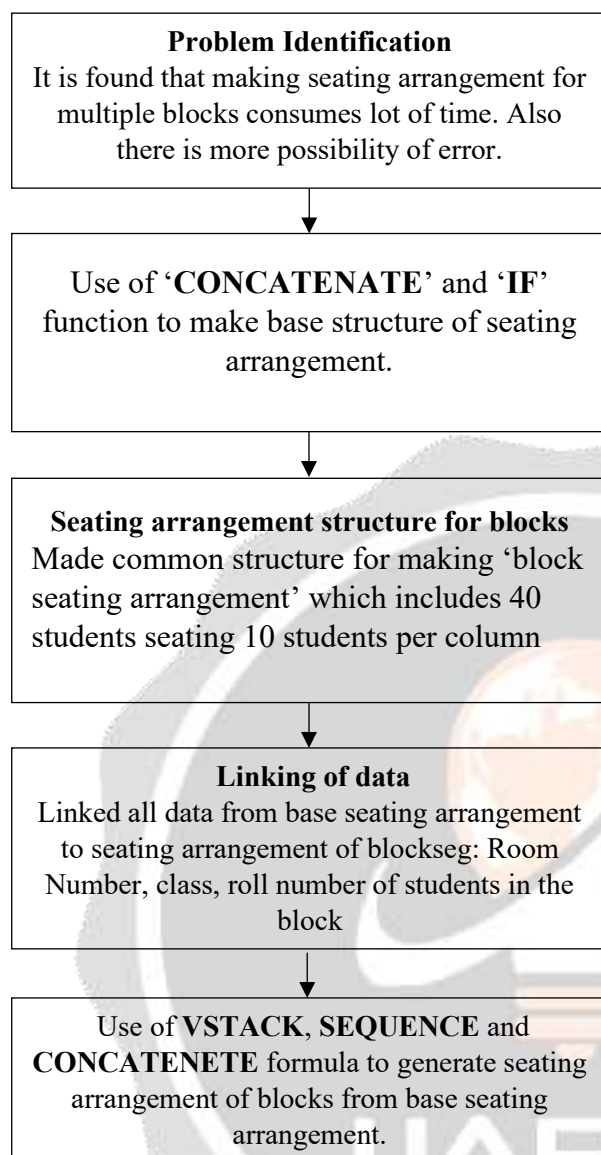 Problem Identification
It is found that making seating arrangement for
multiple blocks consumes lot of time. Also
there is more possibility of error.
Use of ‘CONCATENATE’ and ‘IF’
function to make base structure of seating
arrangement.
Seating arrangement structure for blocks
Made common structure for making ‘block
seating arrangement’ which includes 40
students seating 10 students per column
Linking of data
Linked all data from base seating arrangement
to seating arrangement of blockseg: Room
Number, class, roll number of students in the
block
Use of VSTACK, SEQUENCE and
CONCATENETE formula to generate seating
arrangement of blocks from base seating
arrangement.